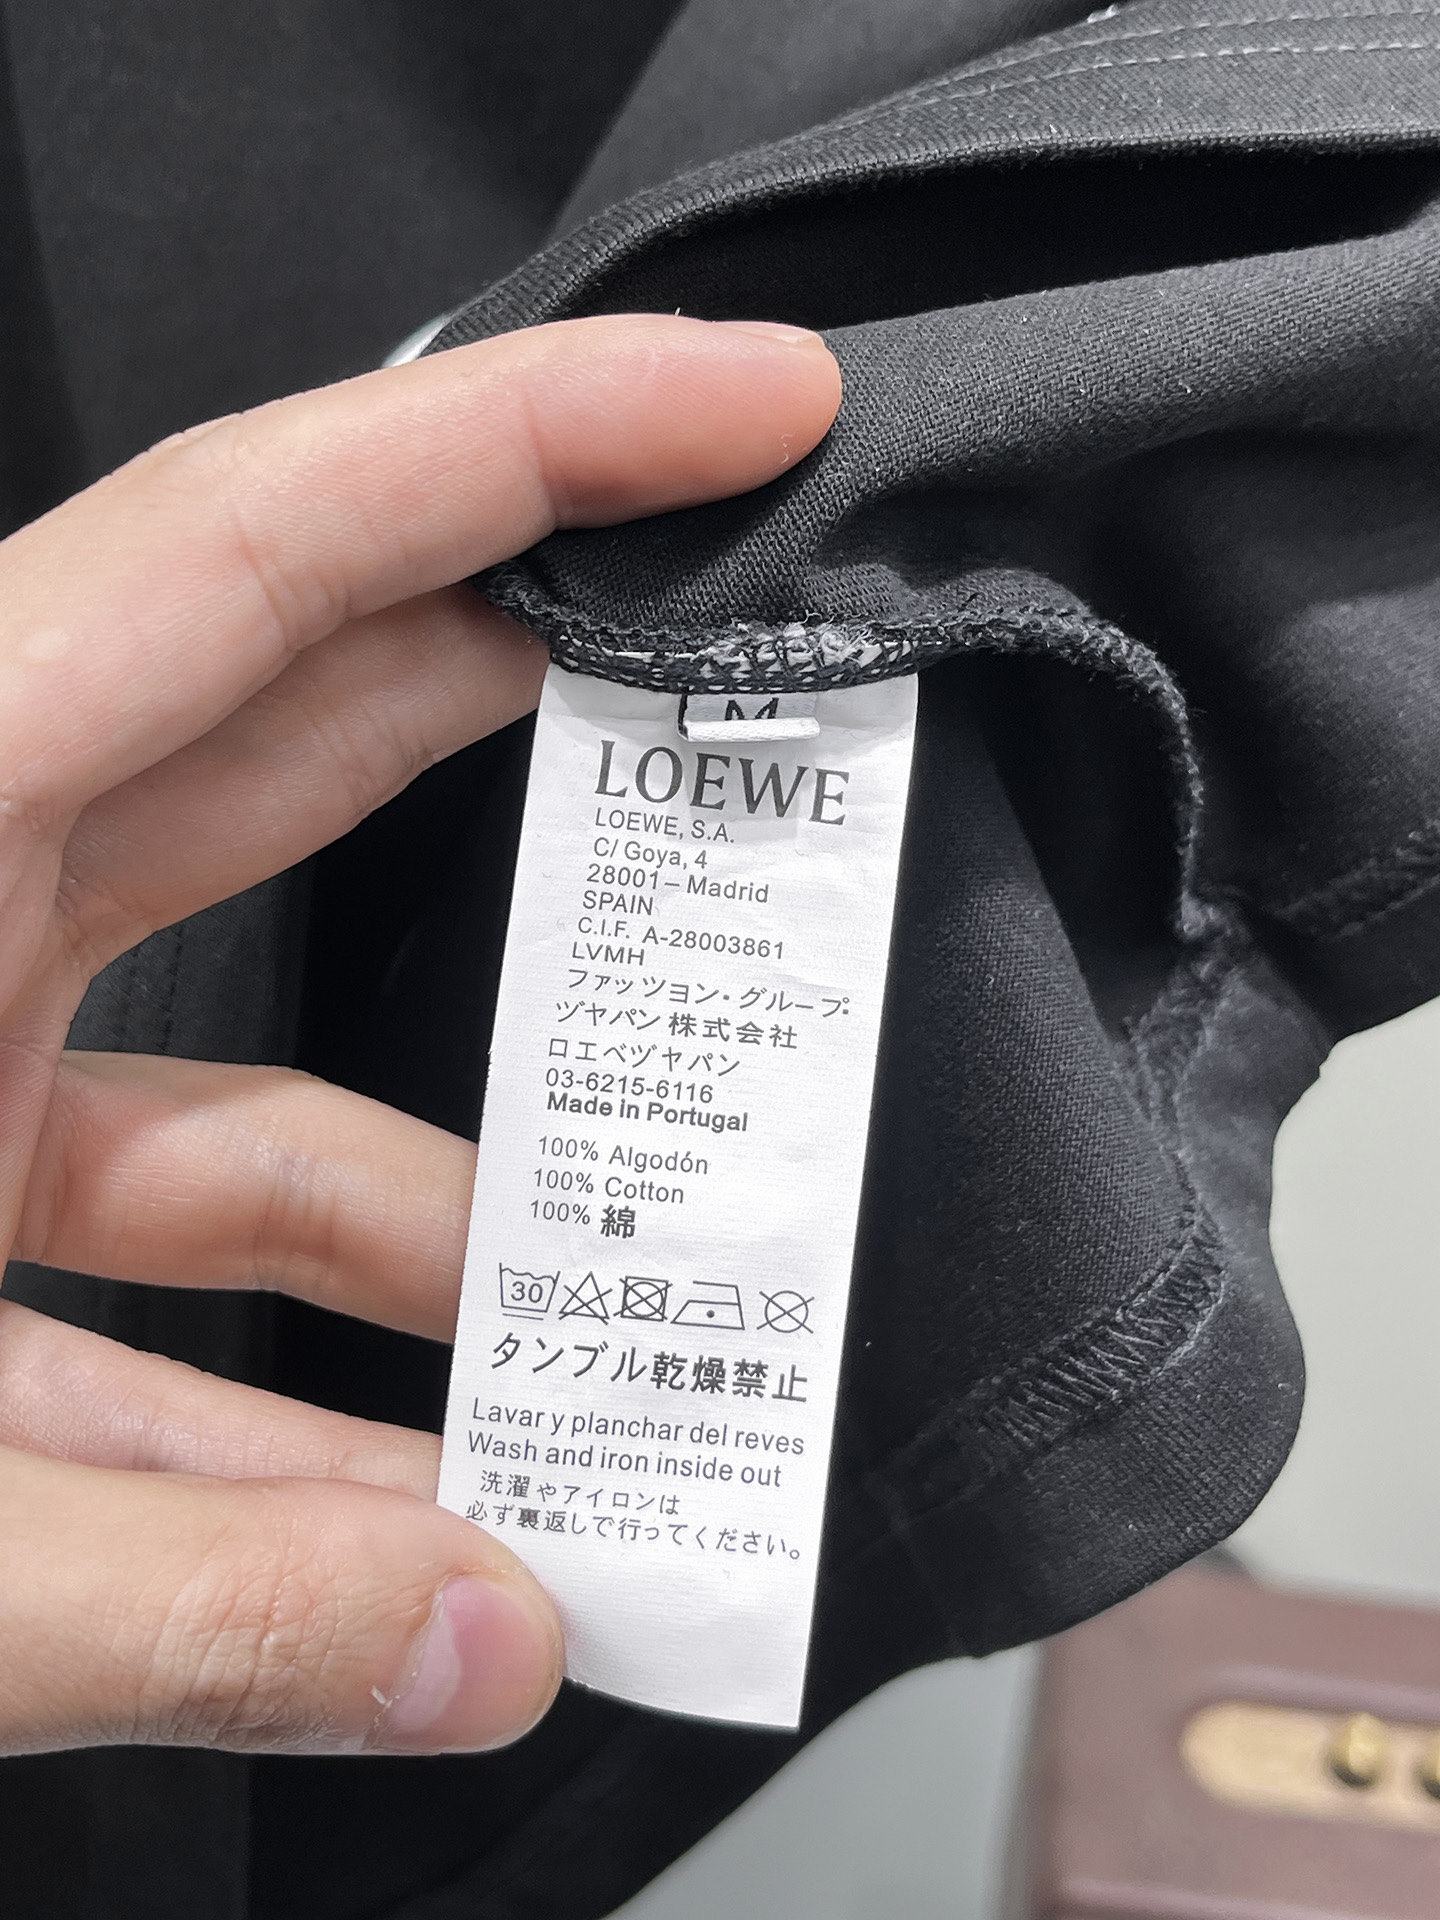 M
LOEWE
LOEWE, S.A.
C/ Goya, 4
28001 – Madrid
SPAIN
C.I.F. A-28003861
LVMH
ファッツヨン・グループ・
ヅヤパン株式会社
ロエベヅヤパン
03-6215-6116
Made in Portugal
100% Algodón
100% Cotton
100% 綿
30
タンブル乾燥禁止
Lavar y planchar del reves
Wash and iron inside out
洗濯やアイロンは
必ず裏返しで行ってください。